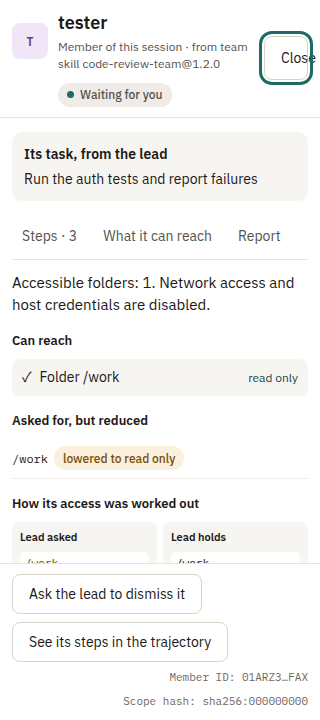 T
tester
Member of this session · from team
skill code-review-team@1.2.0
Waiting for you
Close
Its task, from the lead
Run the auth tests and report failures
Steps · 3
What it can reach
Report
Accessible folders: 1. Network access and
host credentials are disabled.
Can reach
✓ Folder /work
read only
Asked for, but reduced
/work lowered to read only
How its access was worked out
Lead asked
Lead holds
Ask the lead to dismiss it
See its steps in the trajectory
Member ID: 01ARZ3…FAX
Scope hash: sha256:000000000